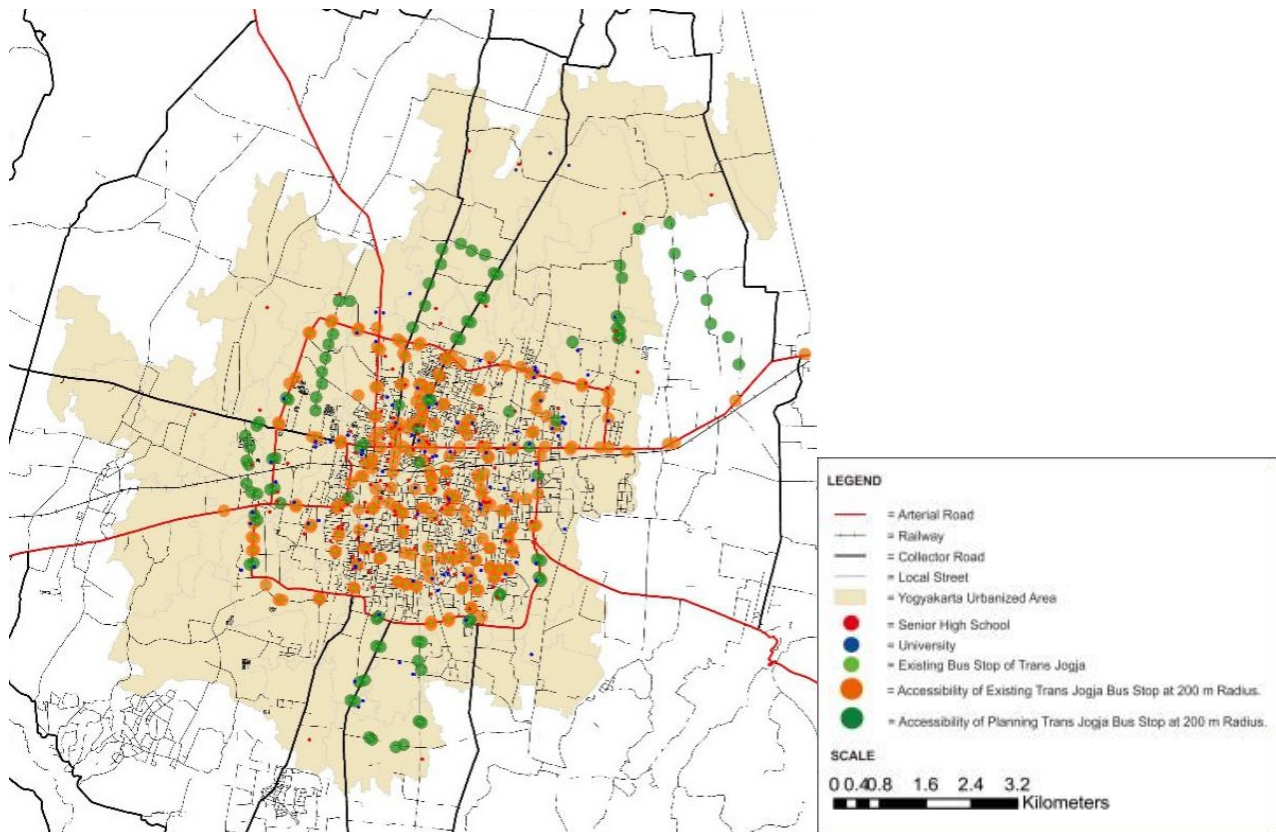 LEGEND
= Arterial Road
= Railway
= Collector Road
= Local Street
= Yogyakarta Urbanized Area
= Senior High School
= University
= Existing Bus Stop of Trans Jogja
= Accessibility of Existing Trans Jogja Bus Stop at 200 m Radius.
= Accessibility of Planning Trans Jogja Bus Stop at 200 m Radius.
SCALE
0 0.40.8 1.6 2.4 3.2
Kilometers